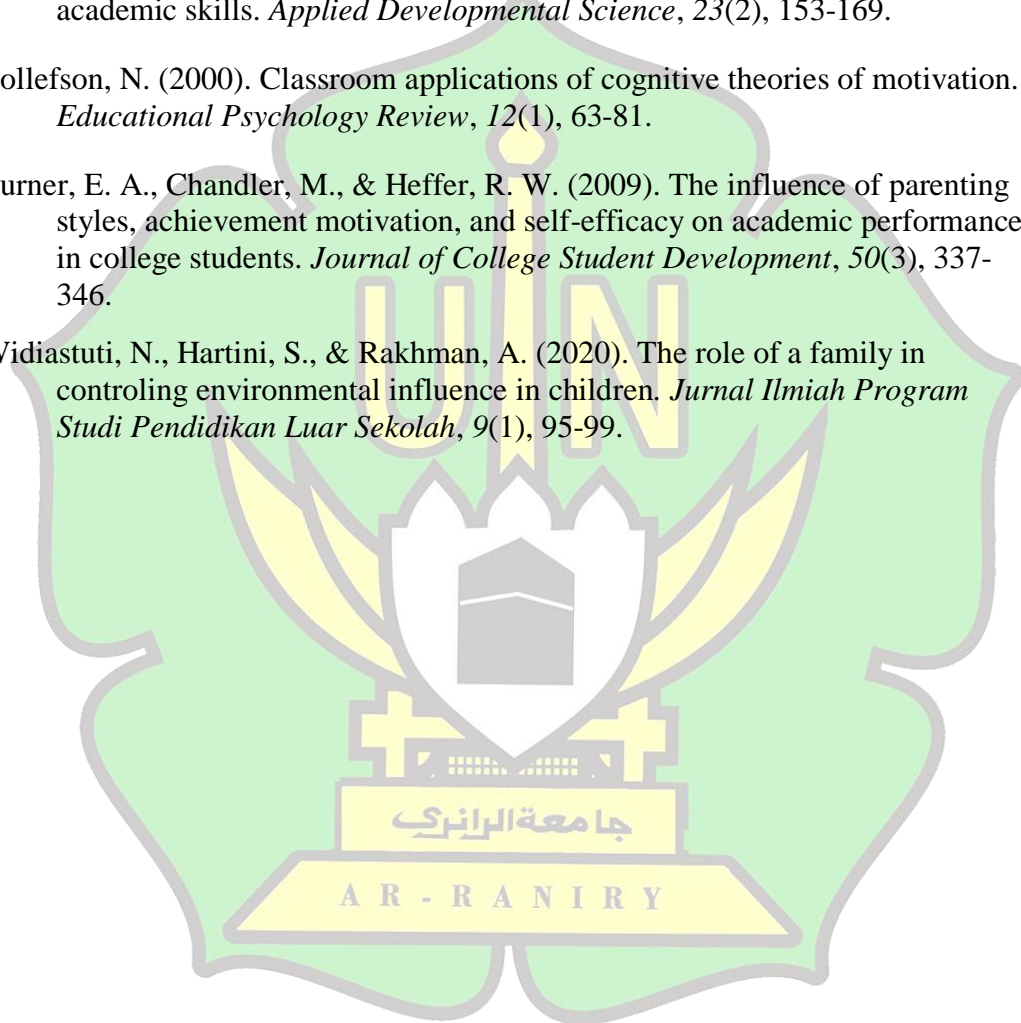 academic skills. Applied Developmental Science, 23(2), 153-169.
ollefson, N. (2000). Classroom applications of cognitive theories of motivation.
Educational Psychology Review, 12(1), 63-81.
urner, E. A., Chandler, M., & Heffer, R. W. (2009). The influence of parenting
styles, achievement motivation, and self-efficacy on academic performance
in college students. Journal of College Student Development, 50(3), 337-
346.
Vidiastuti, N., Hartini, S., & Rakhman, A. (2020). The role of a family in
controling environmental influence in children. Jurnal Ilmiah Program
Studi Pendidikan Luar Sekolah, 9(1), 95-99.
UIN
جامعة الرانري
AR-RANIRY